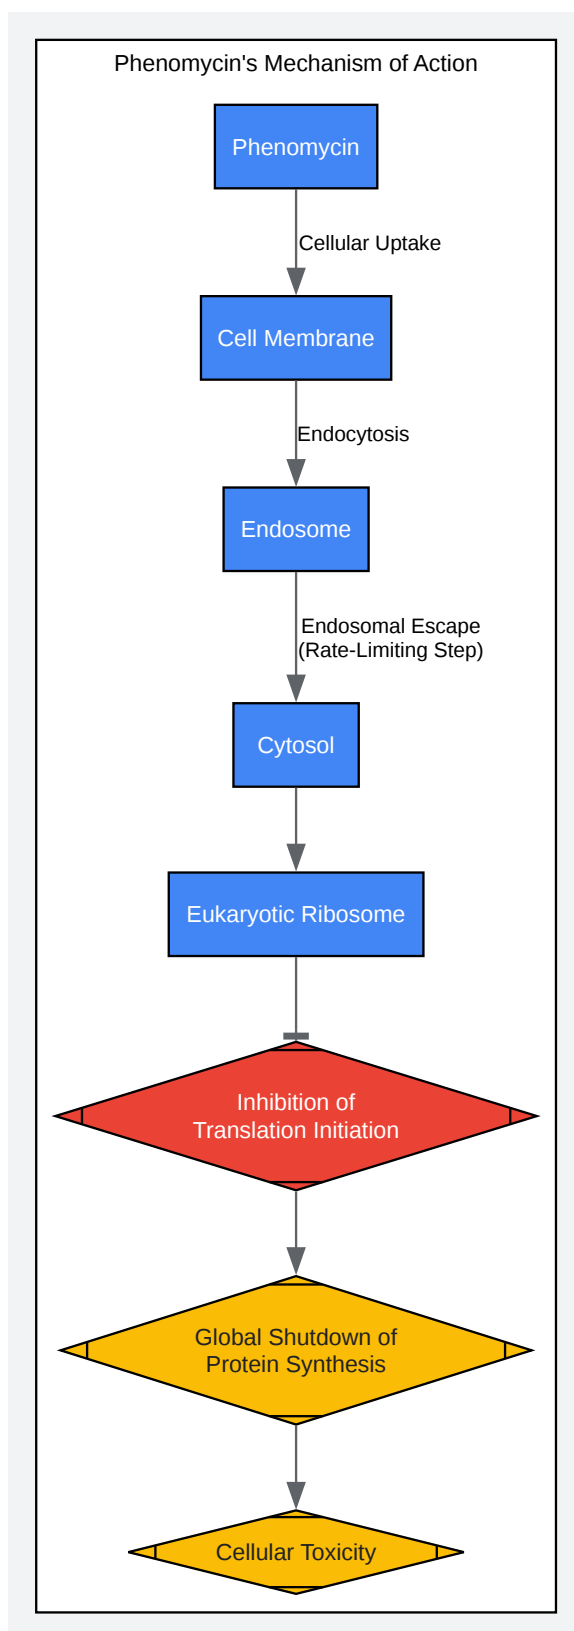 Phenomycin's Mechanism of Action
Phenomycin
Cellular Uptake
Cell Membrane
Endocytosis
Endosome
Endosomal Escape
(Rate-Limiting Step)
Cytosol
Eukaryotic Ribosome
Inhibition of
Translation Initiation
Global Shutdown of
Protein Synthesis
Cellular Toxicity